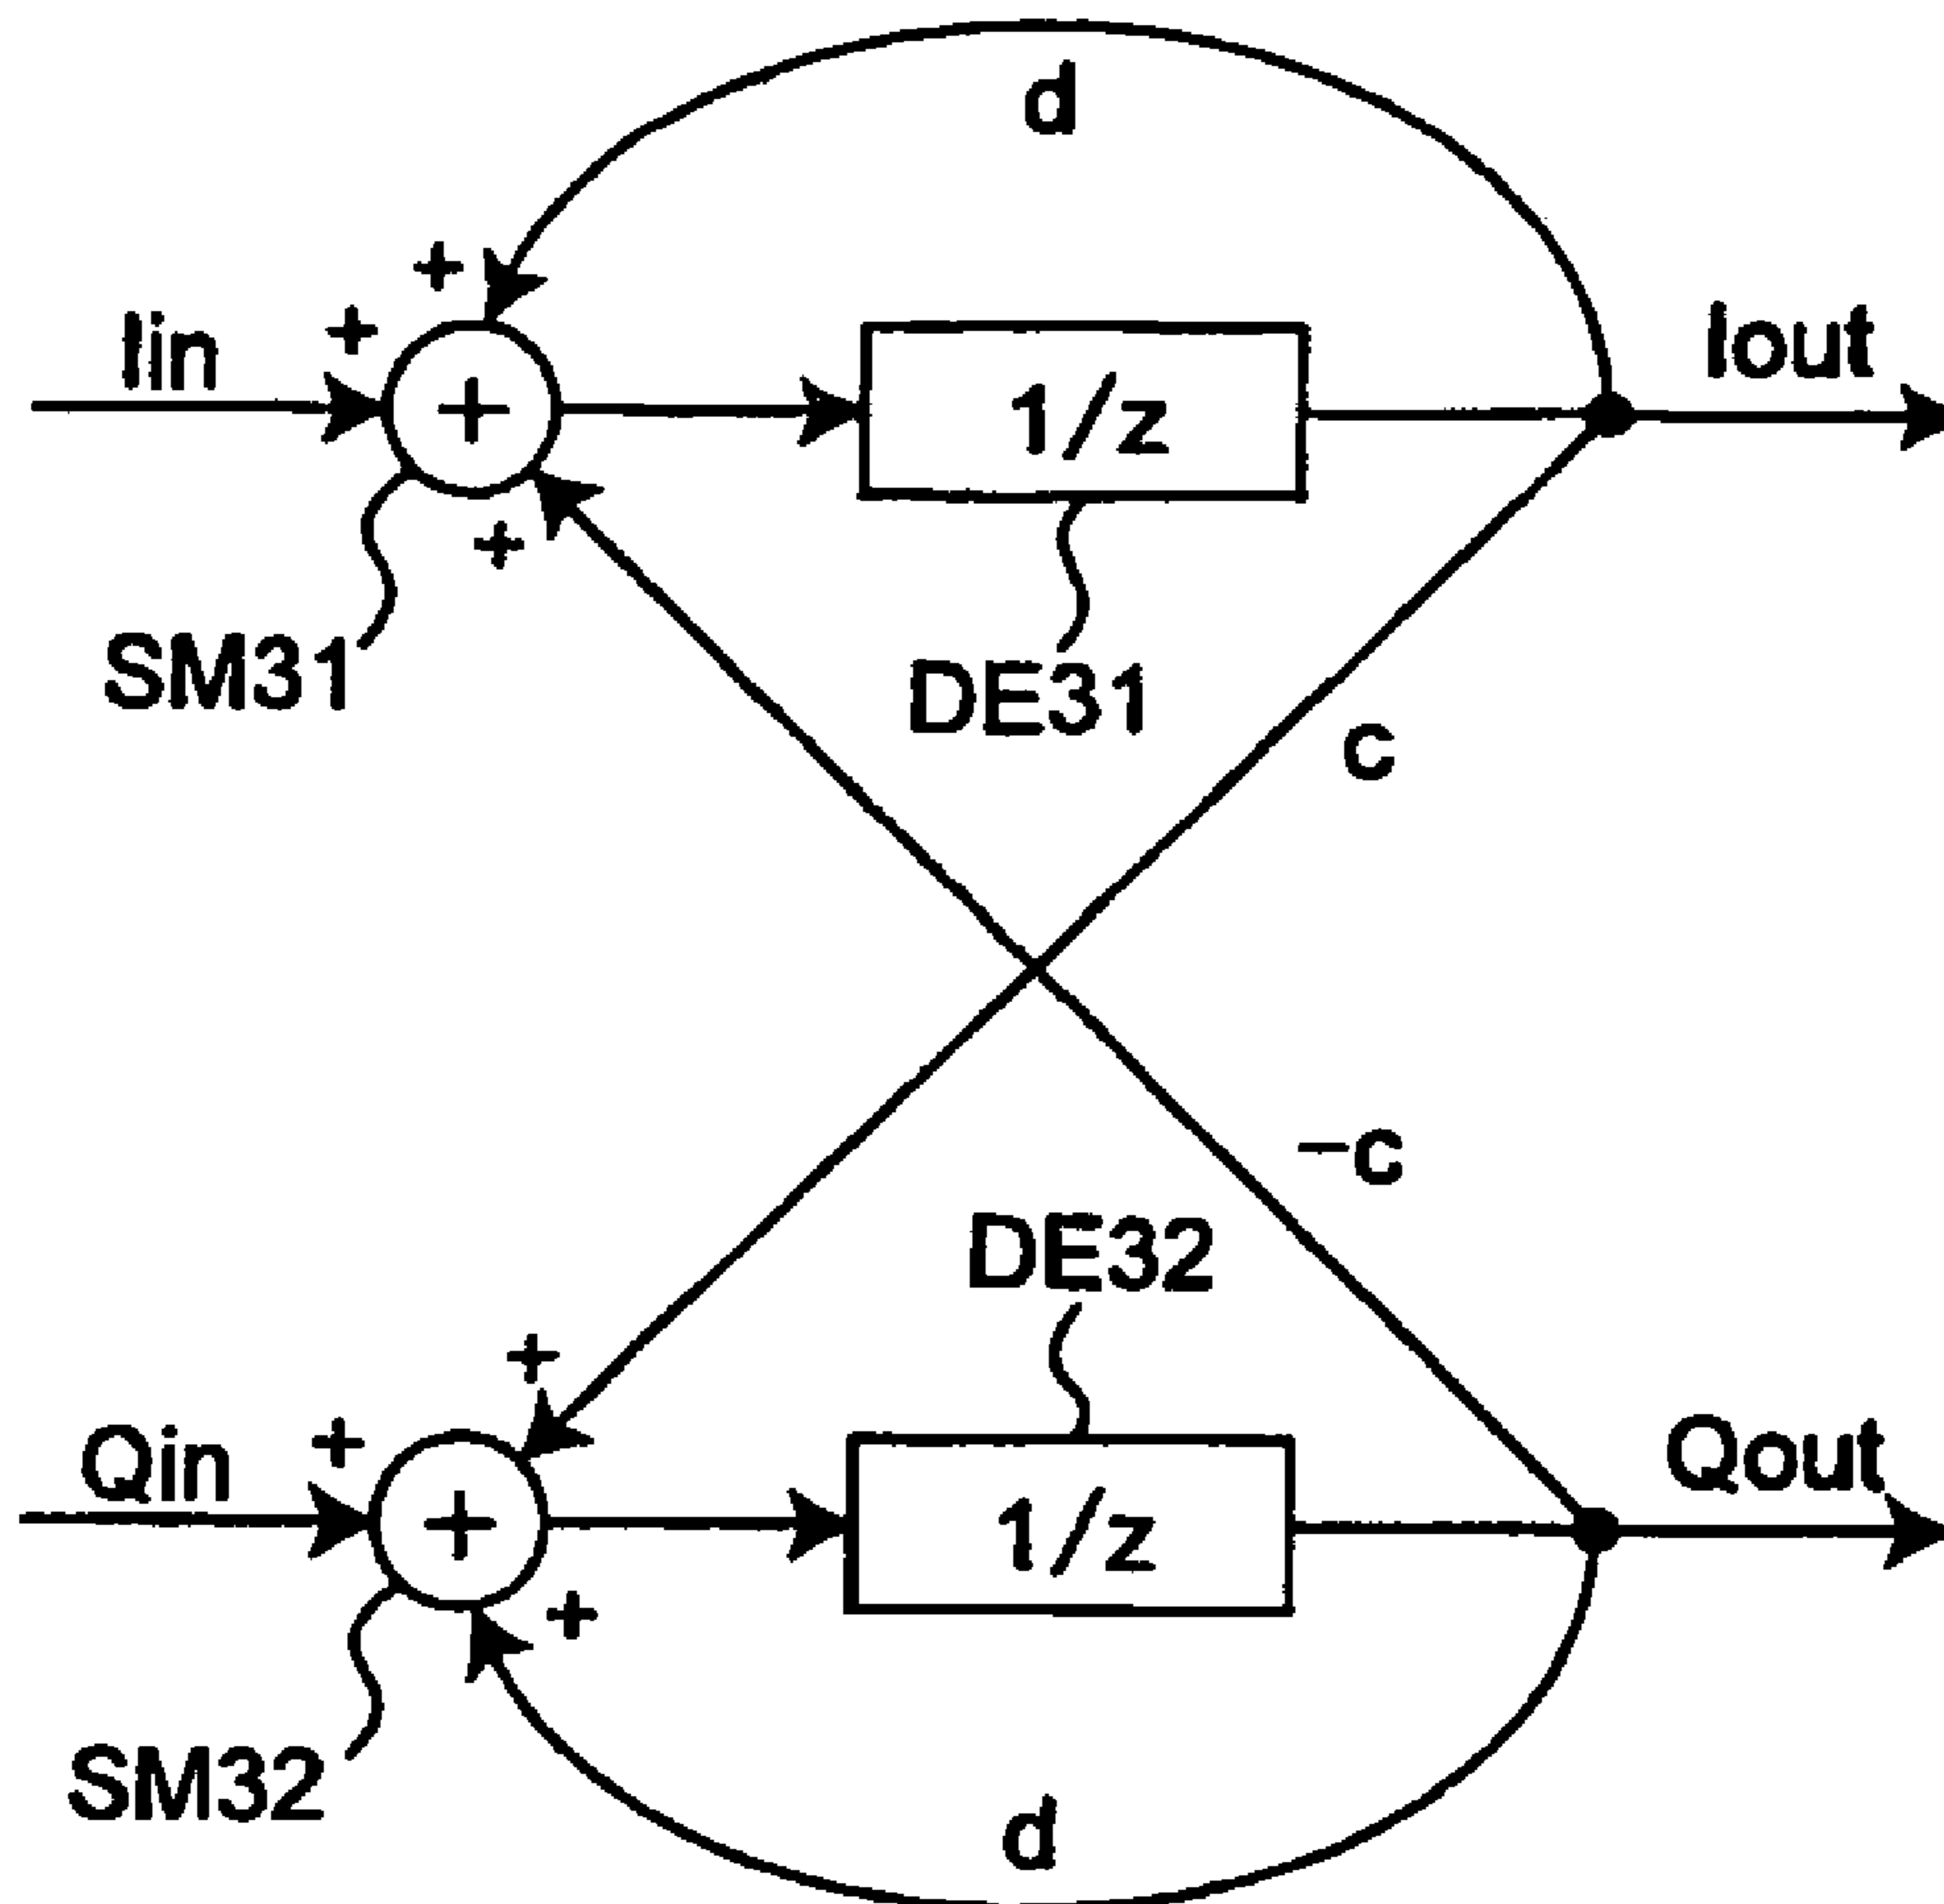 d
+
+
Iin
Iout
+
1/z
+
SM31
DE31
c
−c
DE32
+
+
Qin
Qout
+
1/z
+
SM32
d